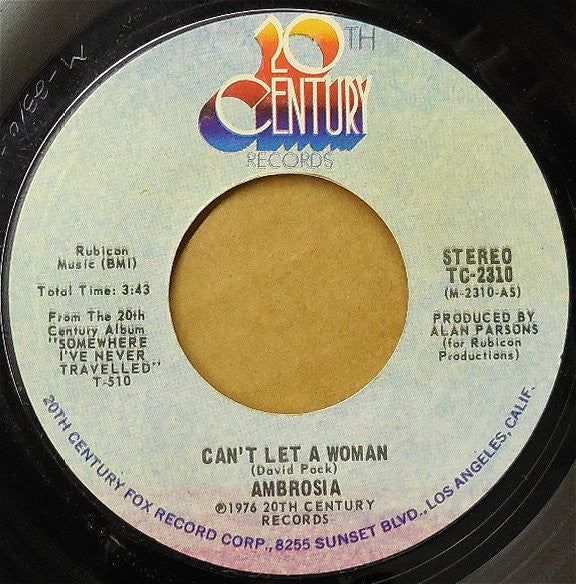 20TH
CENTURY
RECORDS
Rubicon
Music (BMI)
Total Time: 3:43
From The 20th
Century Album
"SOMEWHERE
I'VE NEVER
TRAVELLED"
T-510
STEREO
TC-2310
(M-2310-AS)
PRODUCED BY
ALAN PARSONS
(for Rubicon
Productions)
CAN'T LET A WOMAN
(David Pack)
AMBROSIA
℗1976 20TH CENTURY
RECORDS
20TH CENTURY FOX RECORD CORP., 8255 SUNSET BLVD., LOS ANGELES, CALIF.